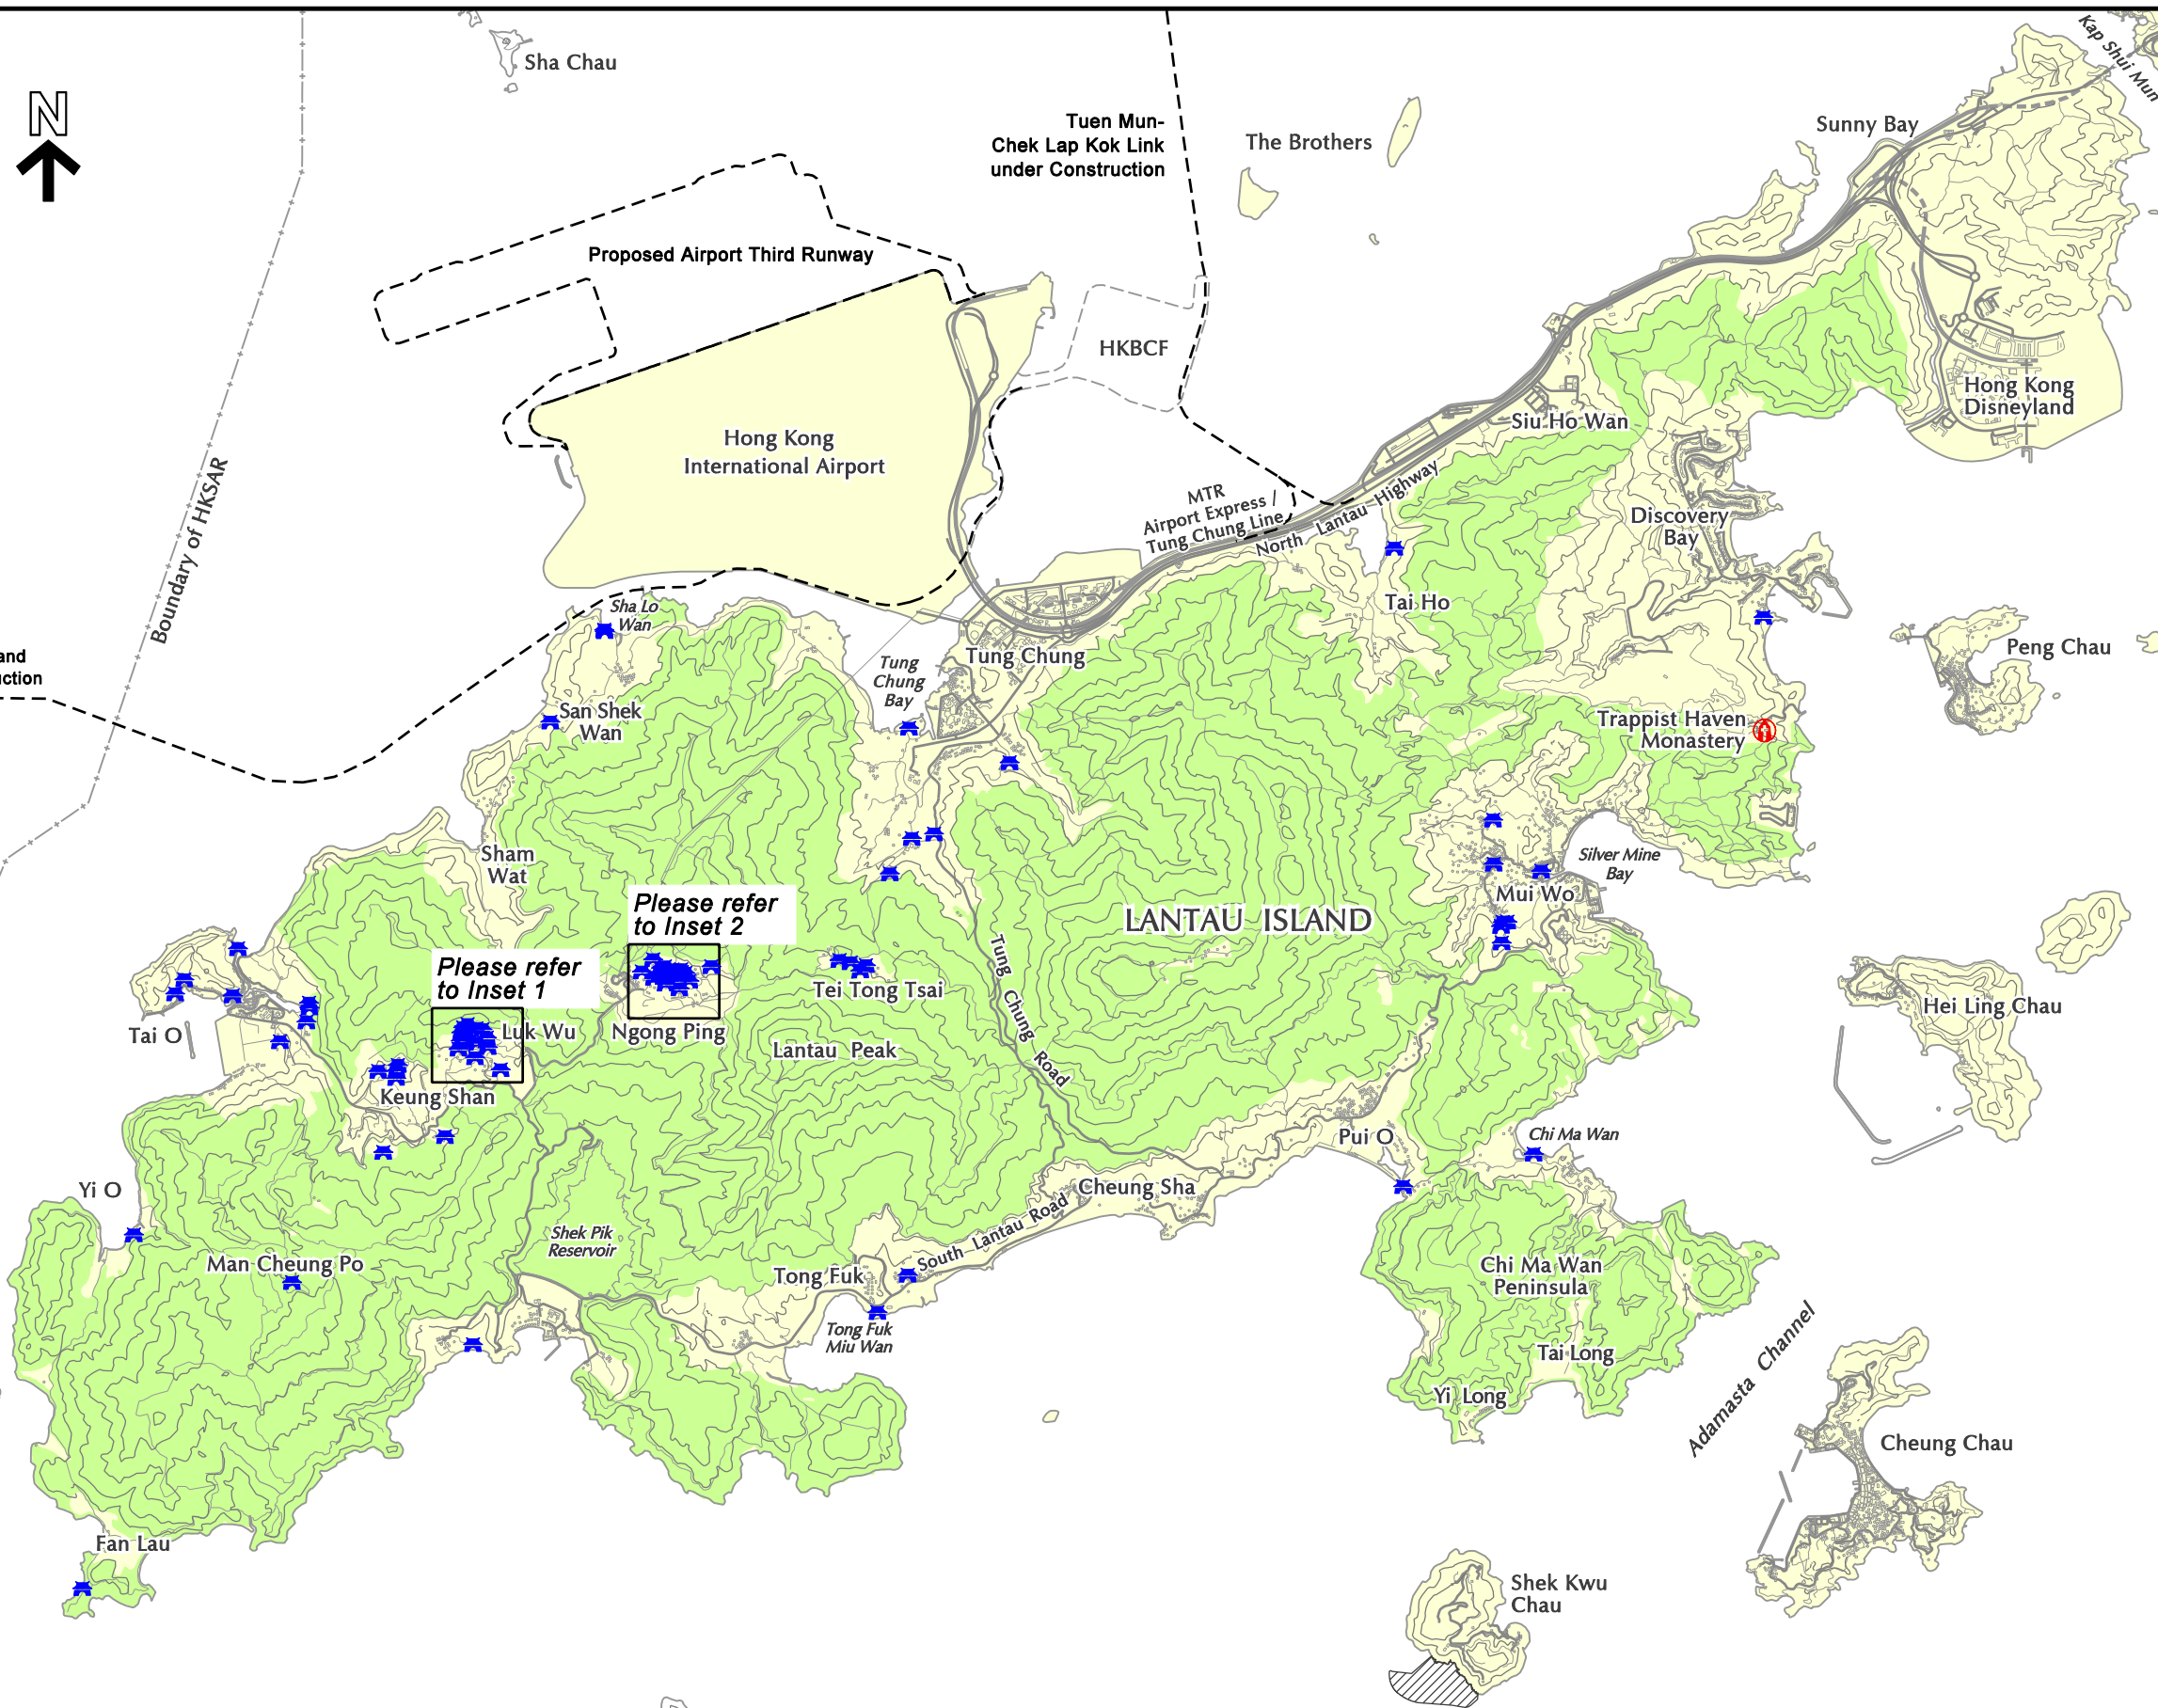 Sha Chau
Kap Shui Mun
N
Tuen Mun-
Chek Lap Kok Link
under Construction
The Brothers
Sunny Bay
Proposed Airport Third Runway
HKBCF
Hong Kong
Disneyland
Siu Ho Wan
Hong Kong
International Airport
Boundary of HKSAR
MTR
Airport Express /
Tung Chung Line
North Lantau Highway
Discovery
Bay
Tai Ho
Sha Lo
Wan
and
uction
Tung Chung
Peng Chau
Tung
Chung
Bay
San Shek
Wan
Trappist Haven
Monastery
Sham
Wat
Silver Mine
Bay
Mui Wo
Please refer
to Inset 2
LANTAU ISLAND
Please refer
to Inset 1
Tei Tong Tsai
Tung Chung Road
Hei Ling Chau
Tai O
Luk Wu
Ngong Ping
Lantau Peak
Keung Shan
Pui O
Chi Ma Wan
Yi O
Cheung Sha
South Lantau Road
Shek Pik
Reservoir
Man Cheung Po
Tong Fuk
Chi Ma Wan
Peninsula
Tong Fuk
Miu Wan
Tai Long
Adamasta Channel
Yi Long
Cheung Chau
Fan Lau
Shek Kwu
Chau